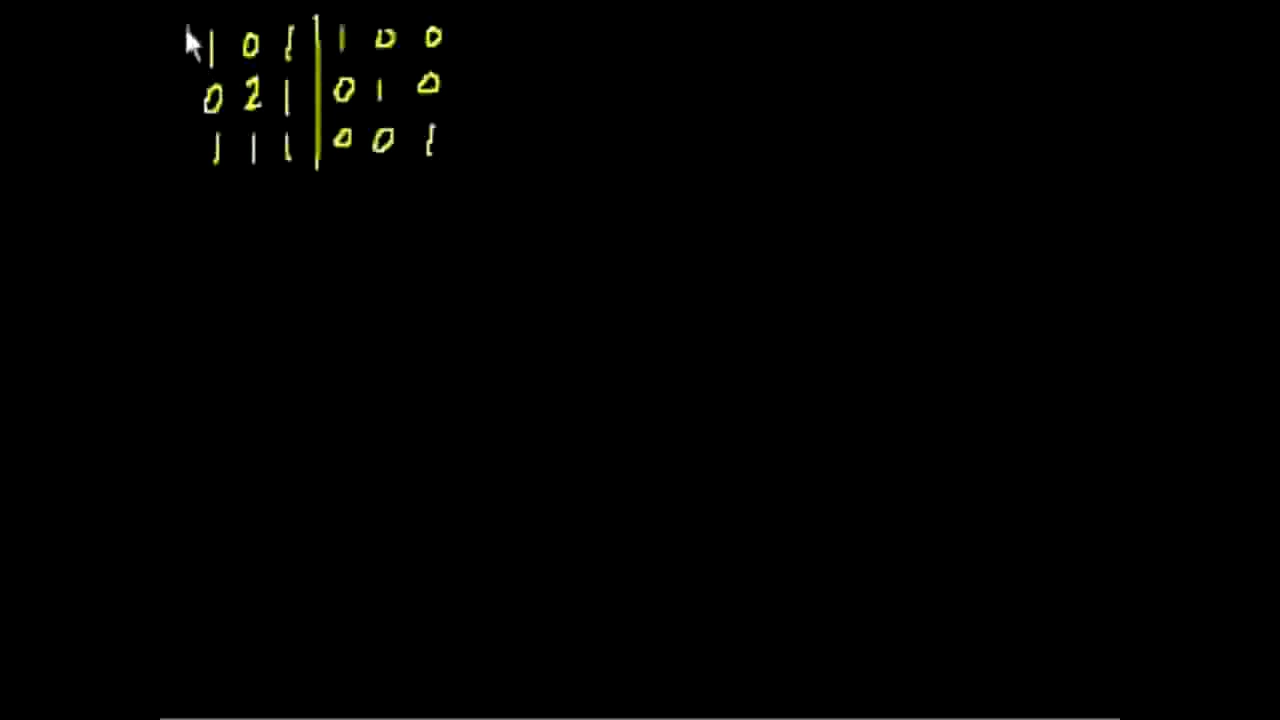 1 0 1 | 1 0 0
0 2 1 | 0 1 0
1 1 1 | 0 0 1